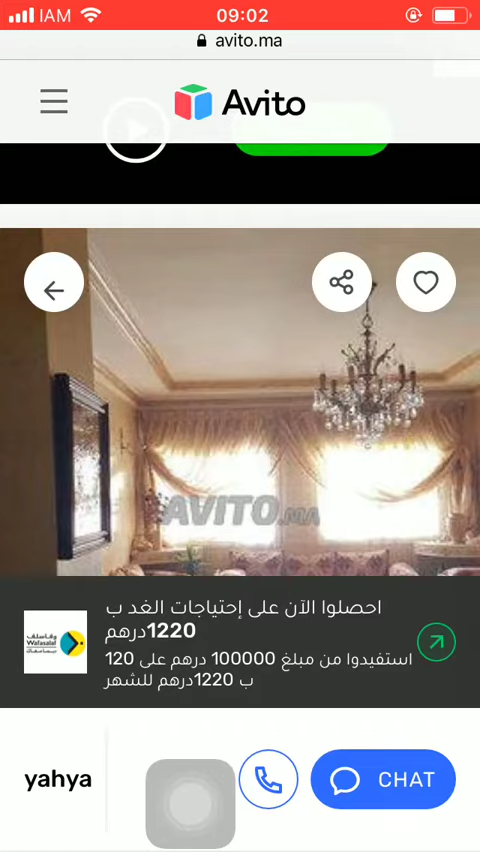 IAM
09:02
avito.ma
Avito
AVITO.MA
احصلوا الآن على إحتياجات الغد ب
1220درهم
استفيدوا من مبلغ 100000 درهم على 120
ب 1220درهم للشهر
وفاسلف
Wafasalaf
yahya
CHAT